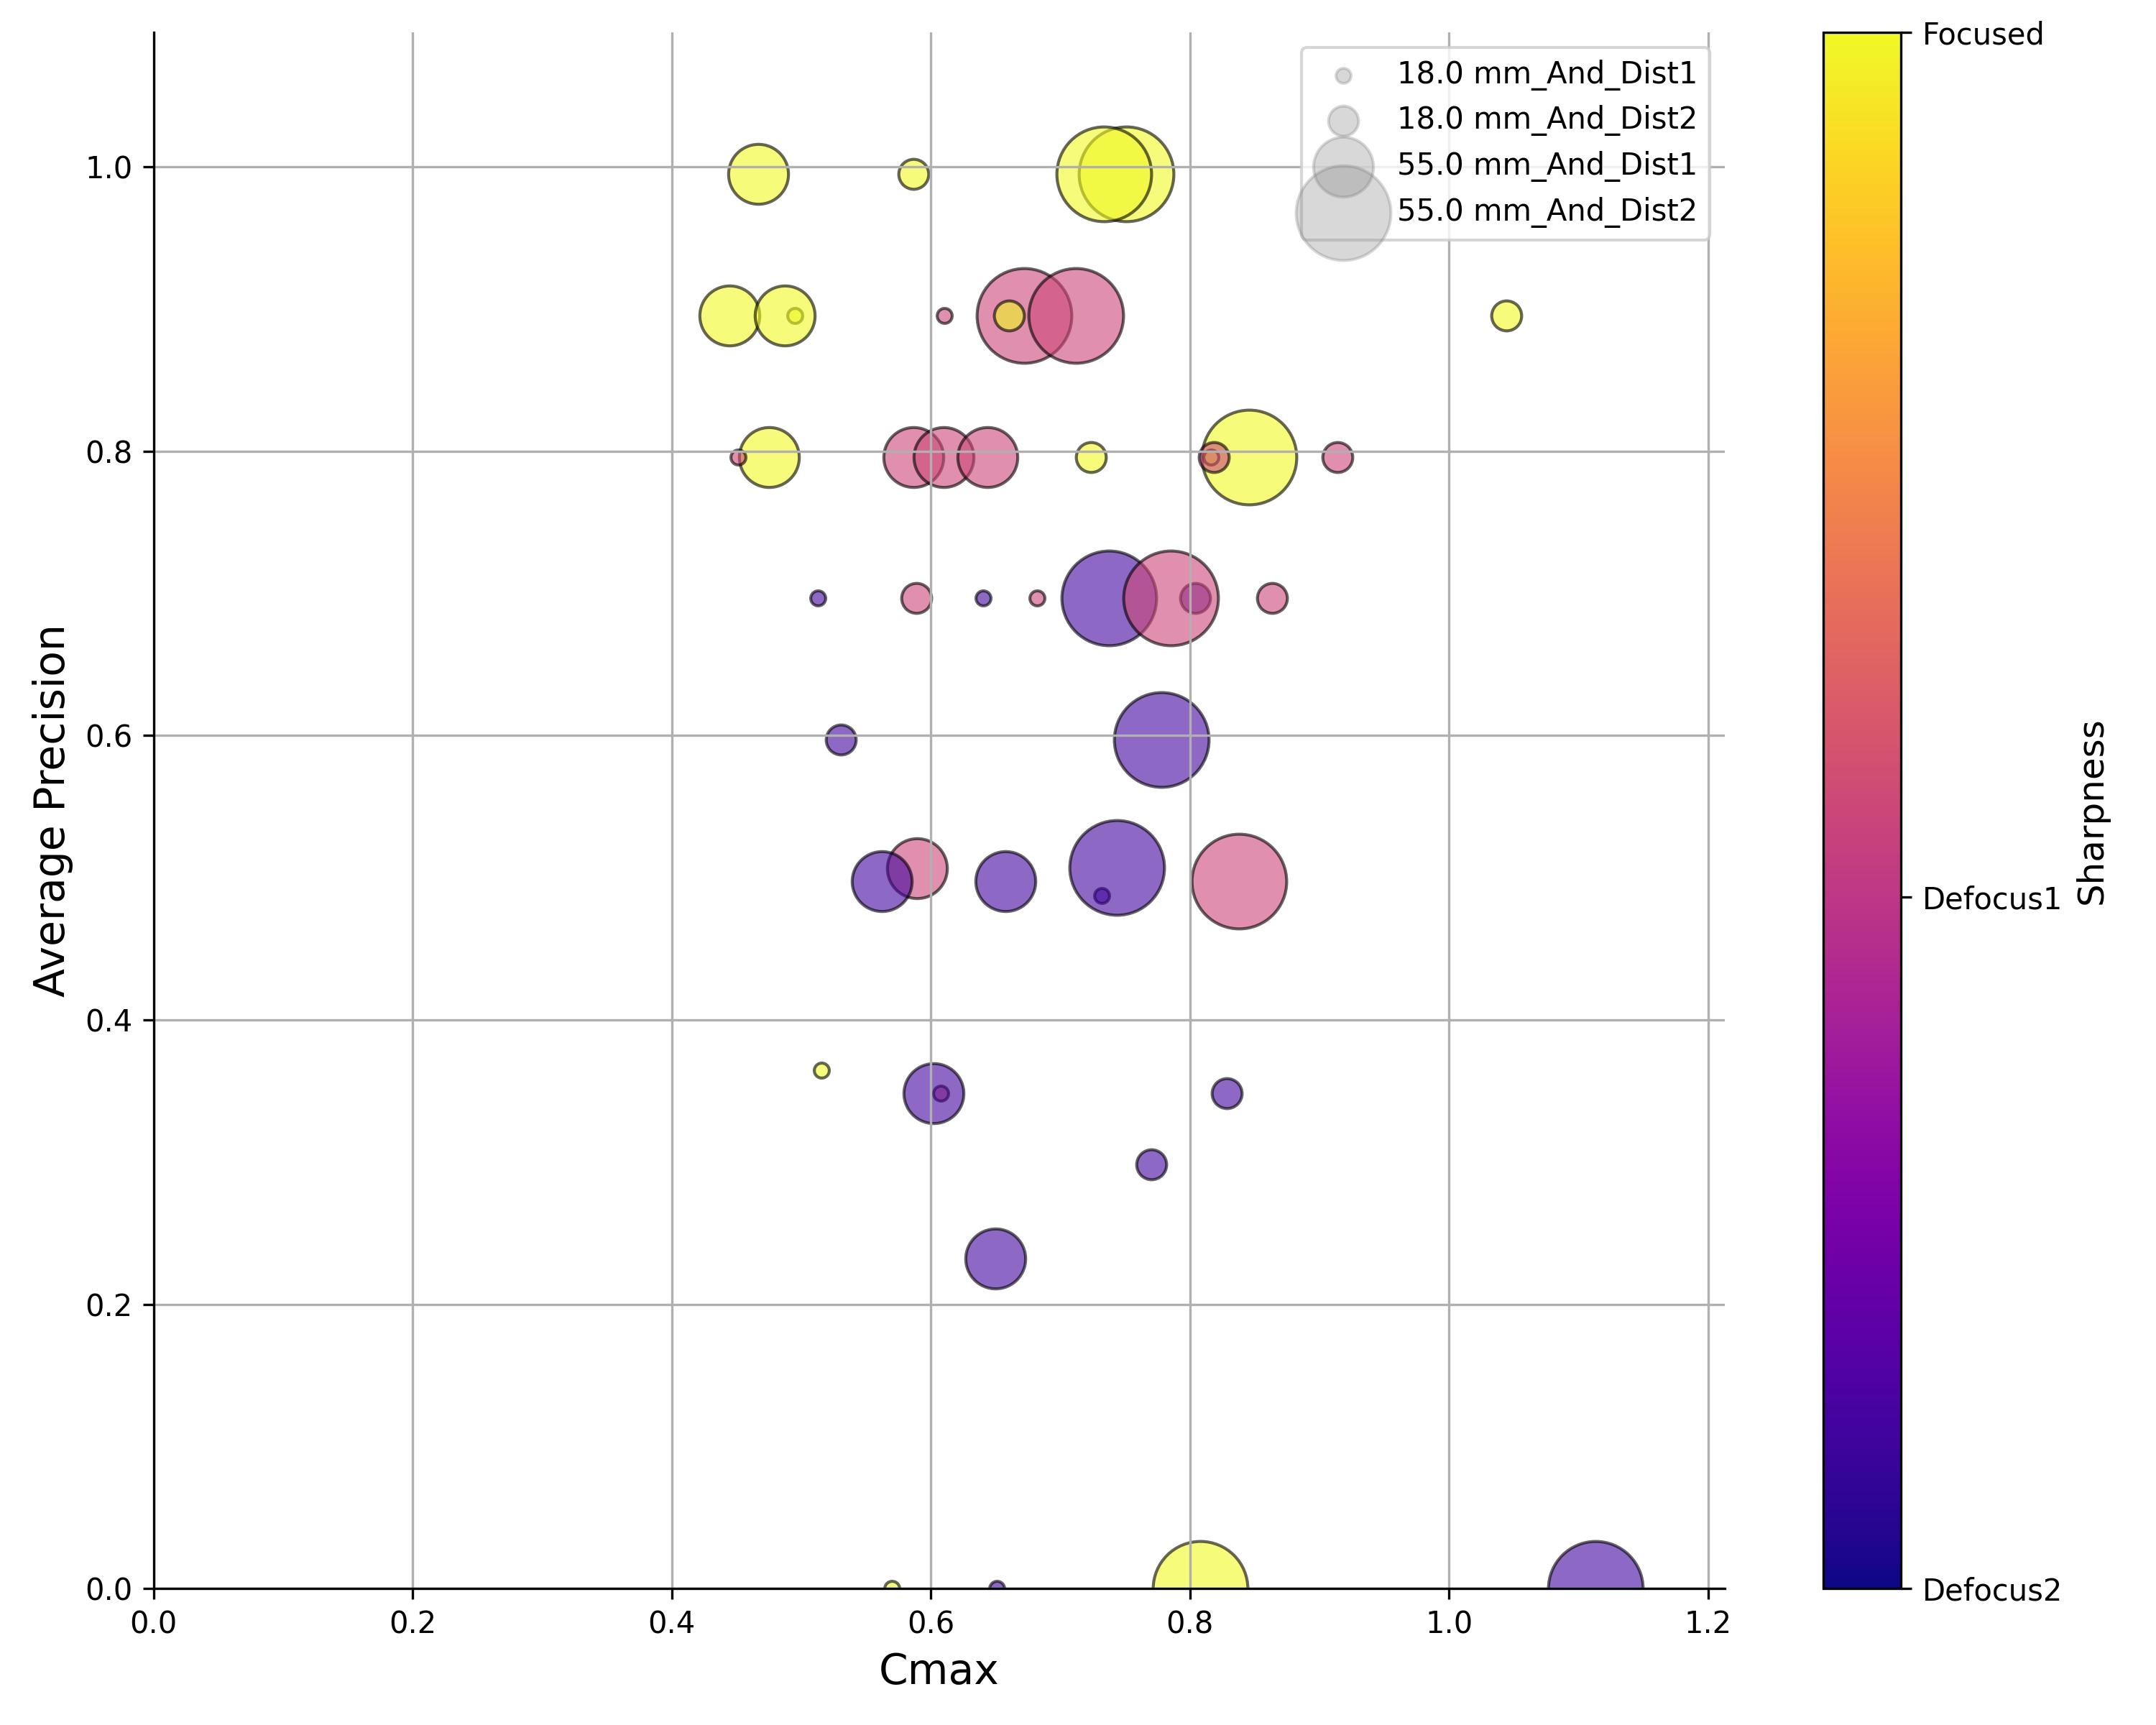 18.0 mm_And_Dist1
18.0 mm_And_Dist2
55.0 mm_And_Dist1
55.0 mm_And_Dist2
1.0
0.8
0.6
0.4
0.2
0.0
Average Precision
0.0 0.2 0.4 0.6 0.8 1.0 1.2
Cmax
Focused
Defocus1
Defocus2
Sharpness